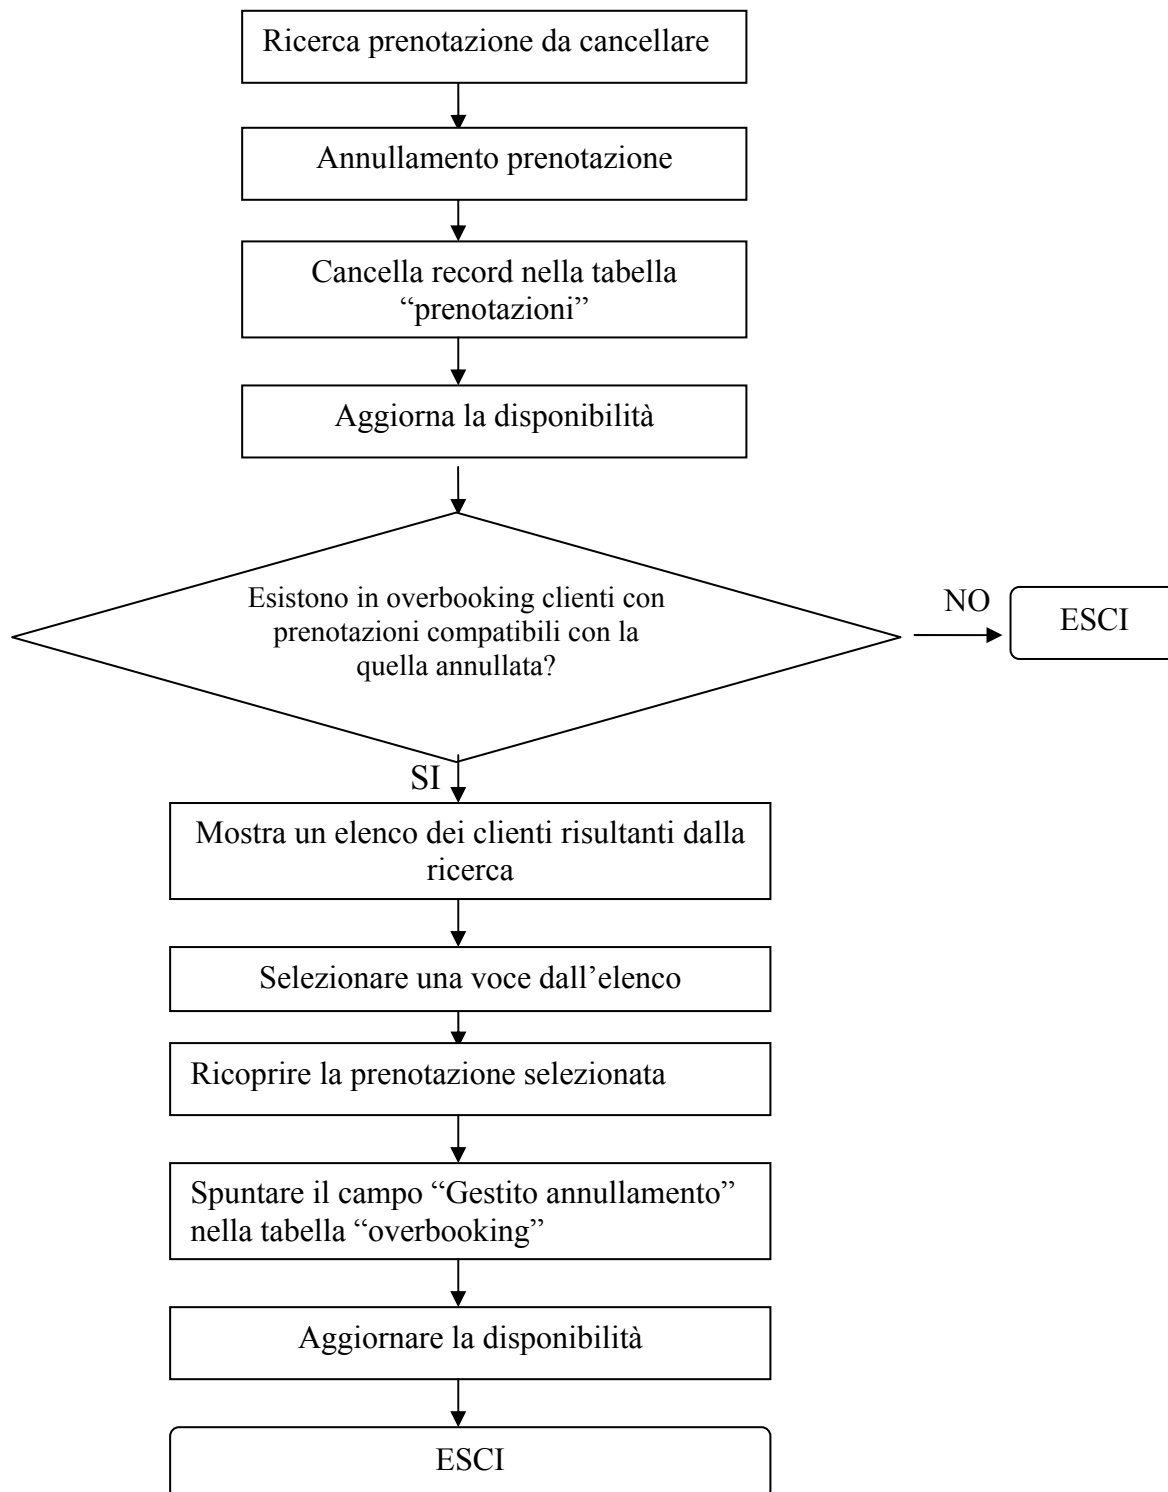 Ricerca prenotazione da cancellare
Annullamento prenotazione
Cancella record nella tabella
“prenotazioni”
Aggiorna la disponibilità
Esistono in overbooking clienti con
prenotazioni compatibili con la
quella annullata?
NO
ESCI
SI
Mostra un elenco dei clienti risultanti dalla
ricerca
Selezionare una voce dall’elenco
Ricoprire la prenotazione selezionata
Spuntare il campo “Gestito annullamento”
nella tabella “overbooking”
Aggiornare la disponibilità
ESCI